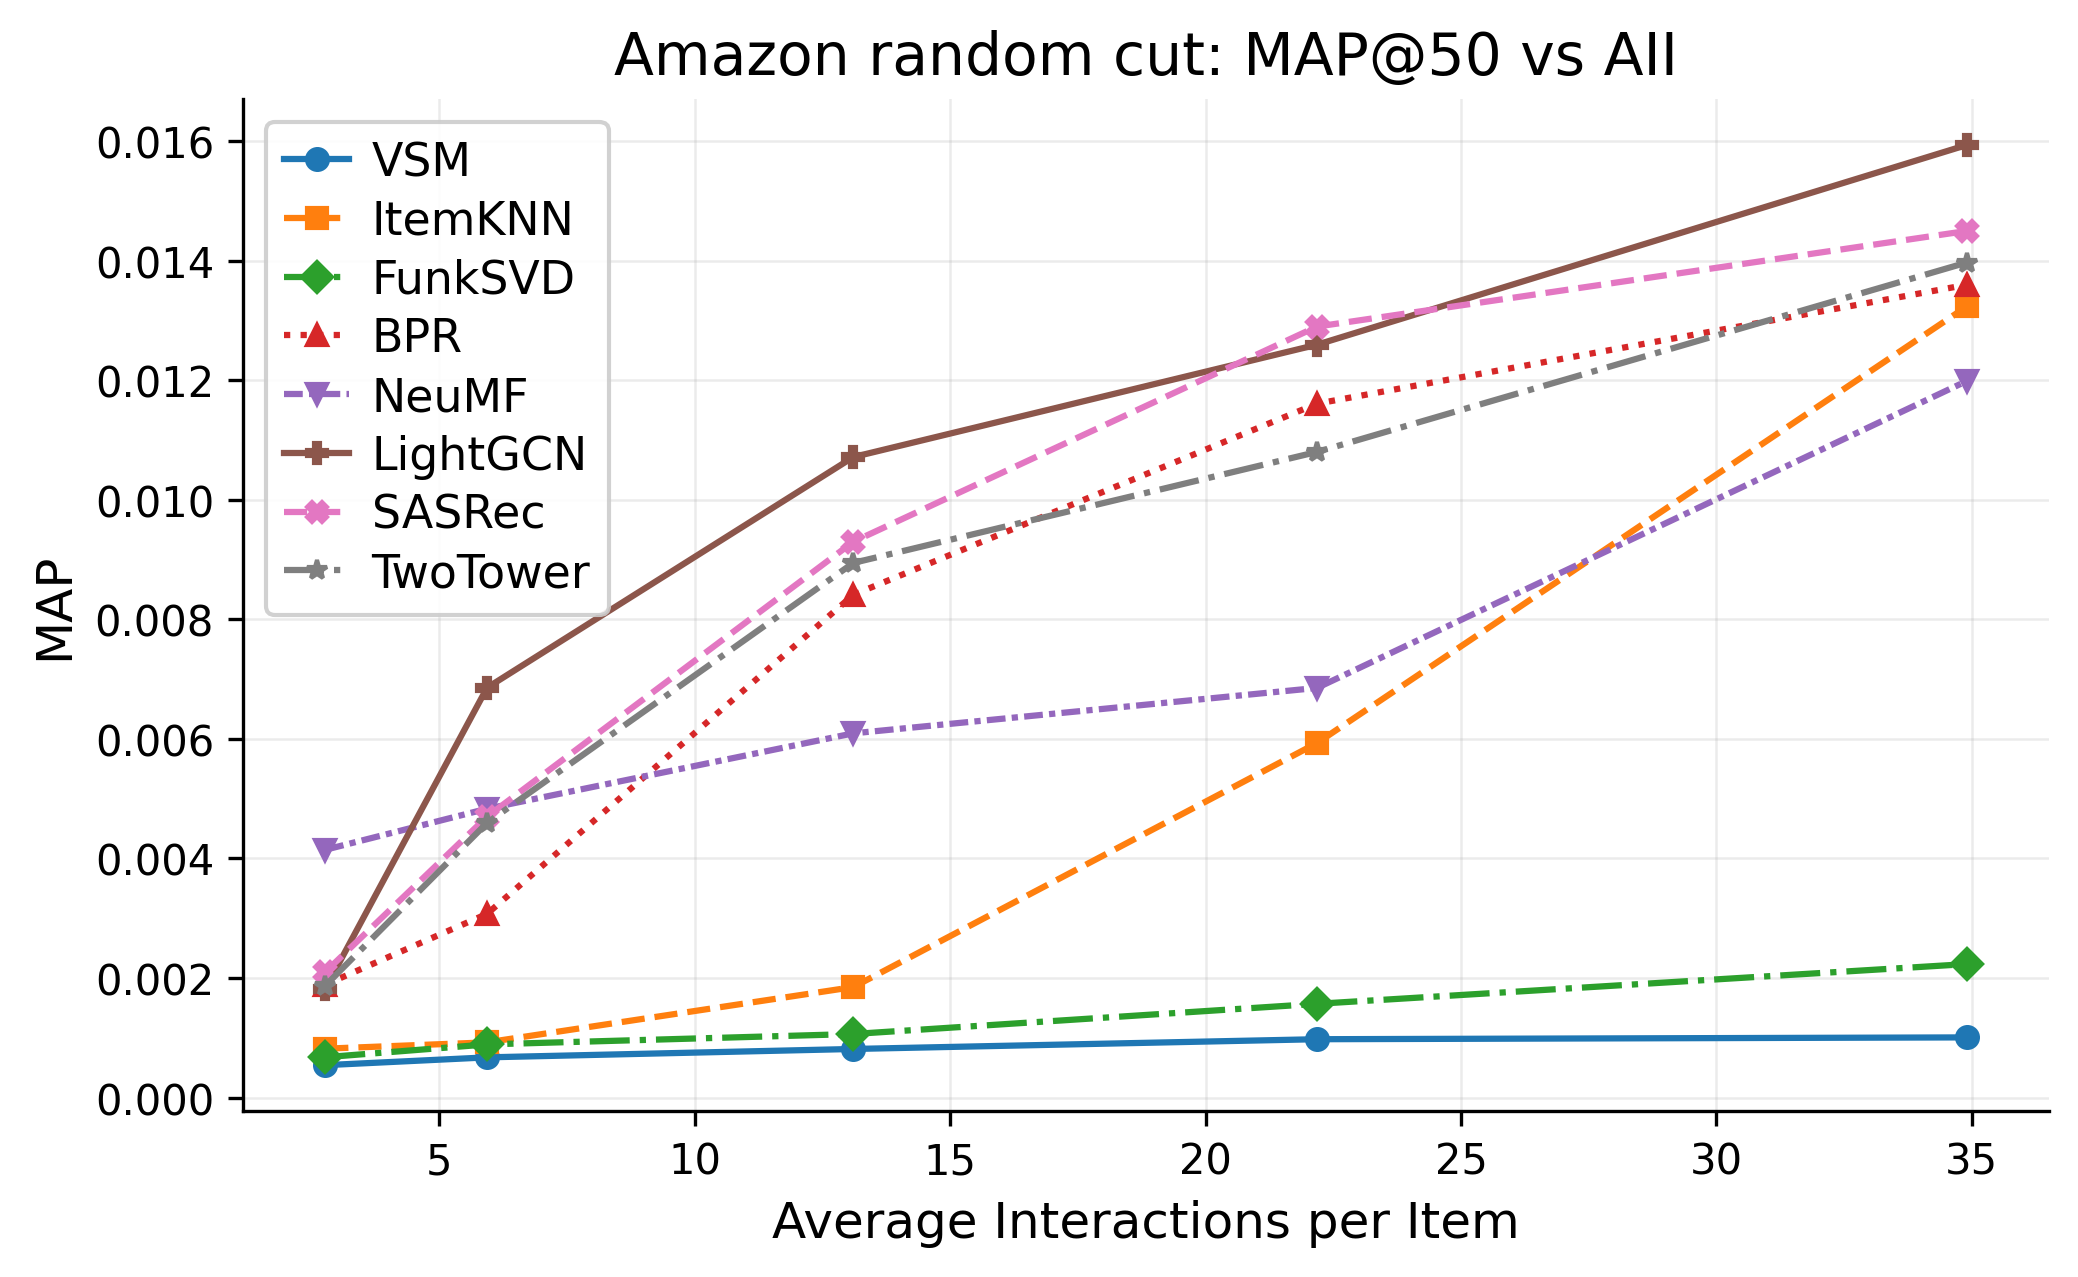 Amazon random cut: MAP@50 vs AII
0.016
0.014
0.012
0.010
0.008
0.006
0.004
0.002
0.000
MAP
VSM
ItemKNN
FunkSVD
BPR
NeuMF
LightGCN
SASRec
TwoTower
5 10 15 20 25 30 35
Average Interactions per Item